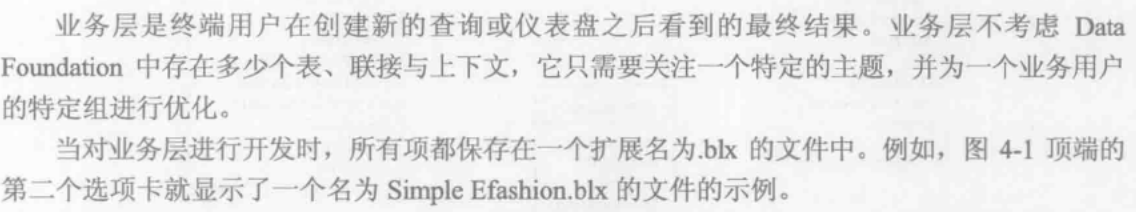 业务层是终端用户在创建新的查询或仪表盘之后看到的最终结果。业务层不考虑 Data
Foundation 中存在多少个表、联接与上下文，它只需要关注一个特定的主题，并为一个业务用户
的特定组进行优化。
当对业务层进行开发时，所有项都保存在一个扩展名为.blx 的文件中。例如，图 4-1 顶端的
第二个选项卡就显示了一个名为 Simple Efashion.blx 的文件的示例。